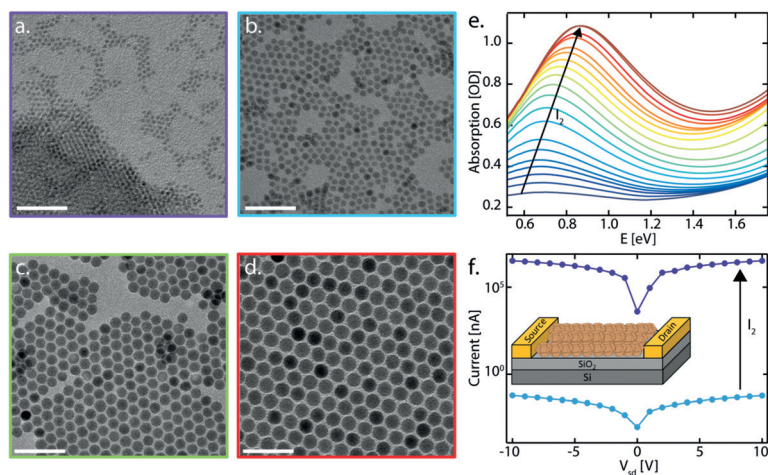 a.
b.
c.
d.
e.
Absorption [OD]
1.0
0.8
0.6
0.4
0.2
I2
0.6 0.8 1.0 1.2 1.4 1.6
E [eV]
f.
Current [nA]
10^5
10^0
Source
Drain
SiO2
Si
I2
-10 -5 0 5 10
Vsd [V]